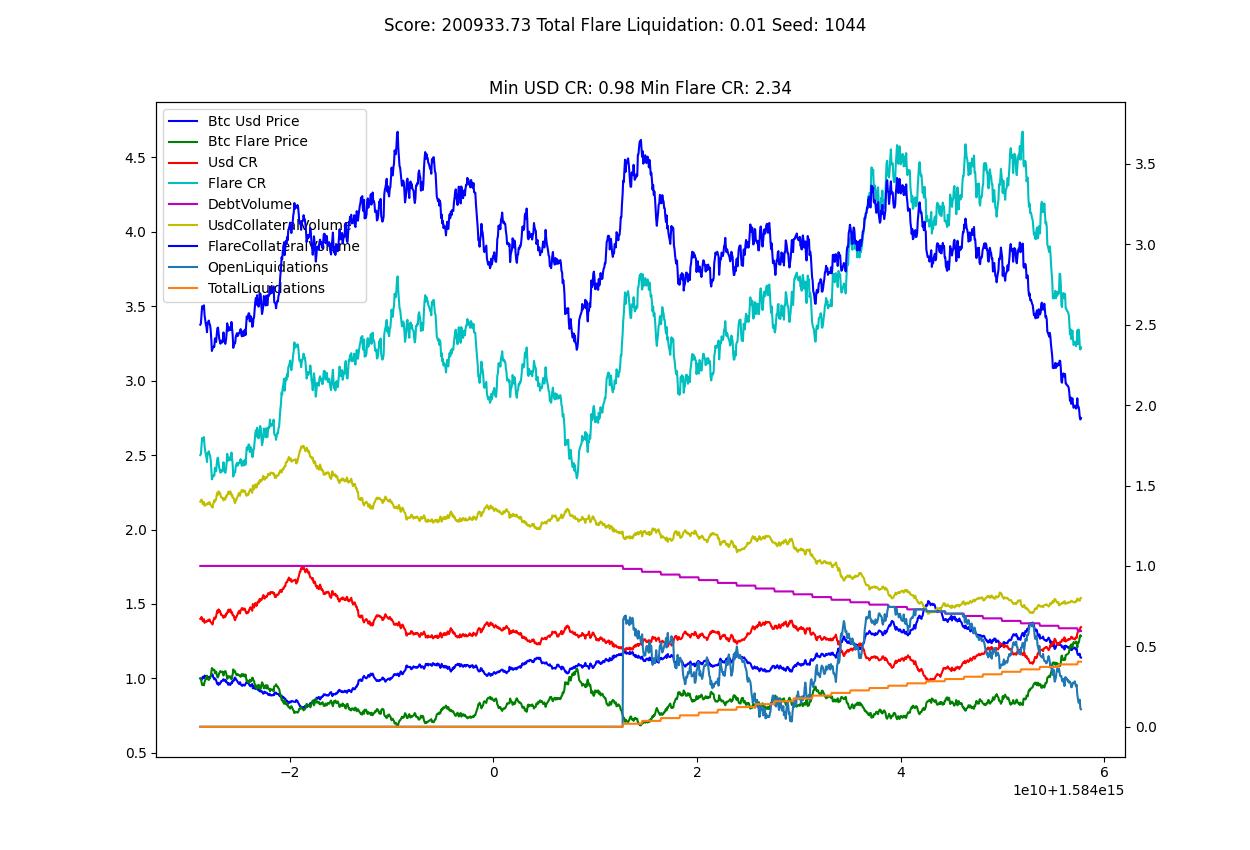 Score: 200933.73 Total Flare Liquidation: 0.01 Seed: 1044
Min USD CR: 0.98 Min Flare CR: 2.34
Btc Usd Price
Btc Flare Price
Usd CR
Flare CR
DebtVolume
UsdCollateralVolume
FlareCollateralVolume
OpenLiquidations
TotalLiquidations
4.5
4.0
3.5
3.0
2.5
2.0
1.5
1.0
0.5
3.5
3.0
2.5
2.0
1.5
1.0
0.5
0.0
−2 0 2 4 6
1e10+1.584e15